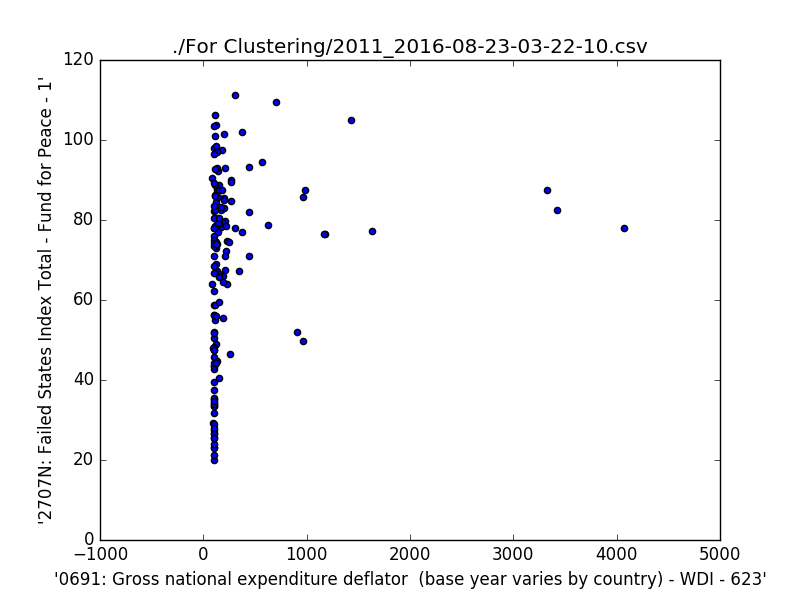 ./For Clustering/2011_2016-08-23-03-22-10.csv
'2707N: Failed States Index Total - Fund for Peace - 1'
120
100
80
60
40
20
0
−1000 0 1000 2000 3000 4000 5000
'0691: Gross national expenditure deflator  (base year varies by country) - WDI - 623'